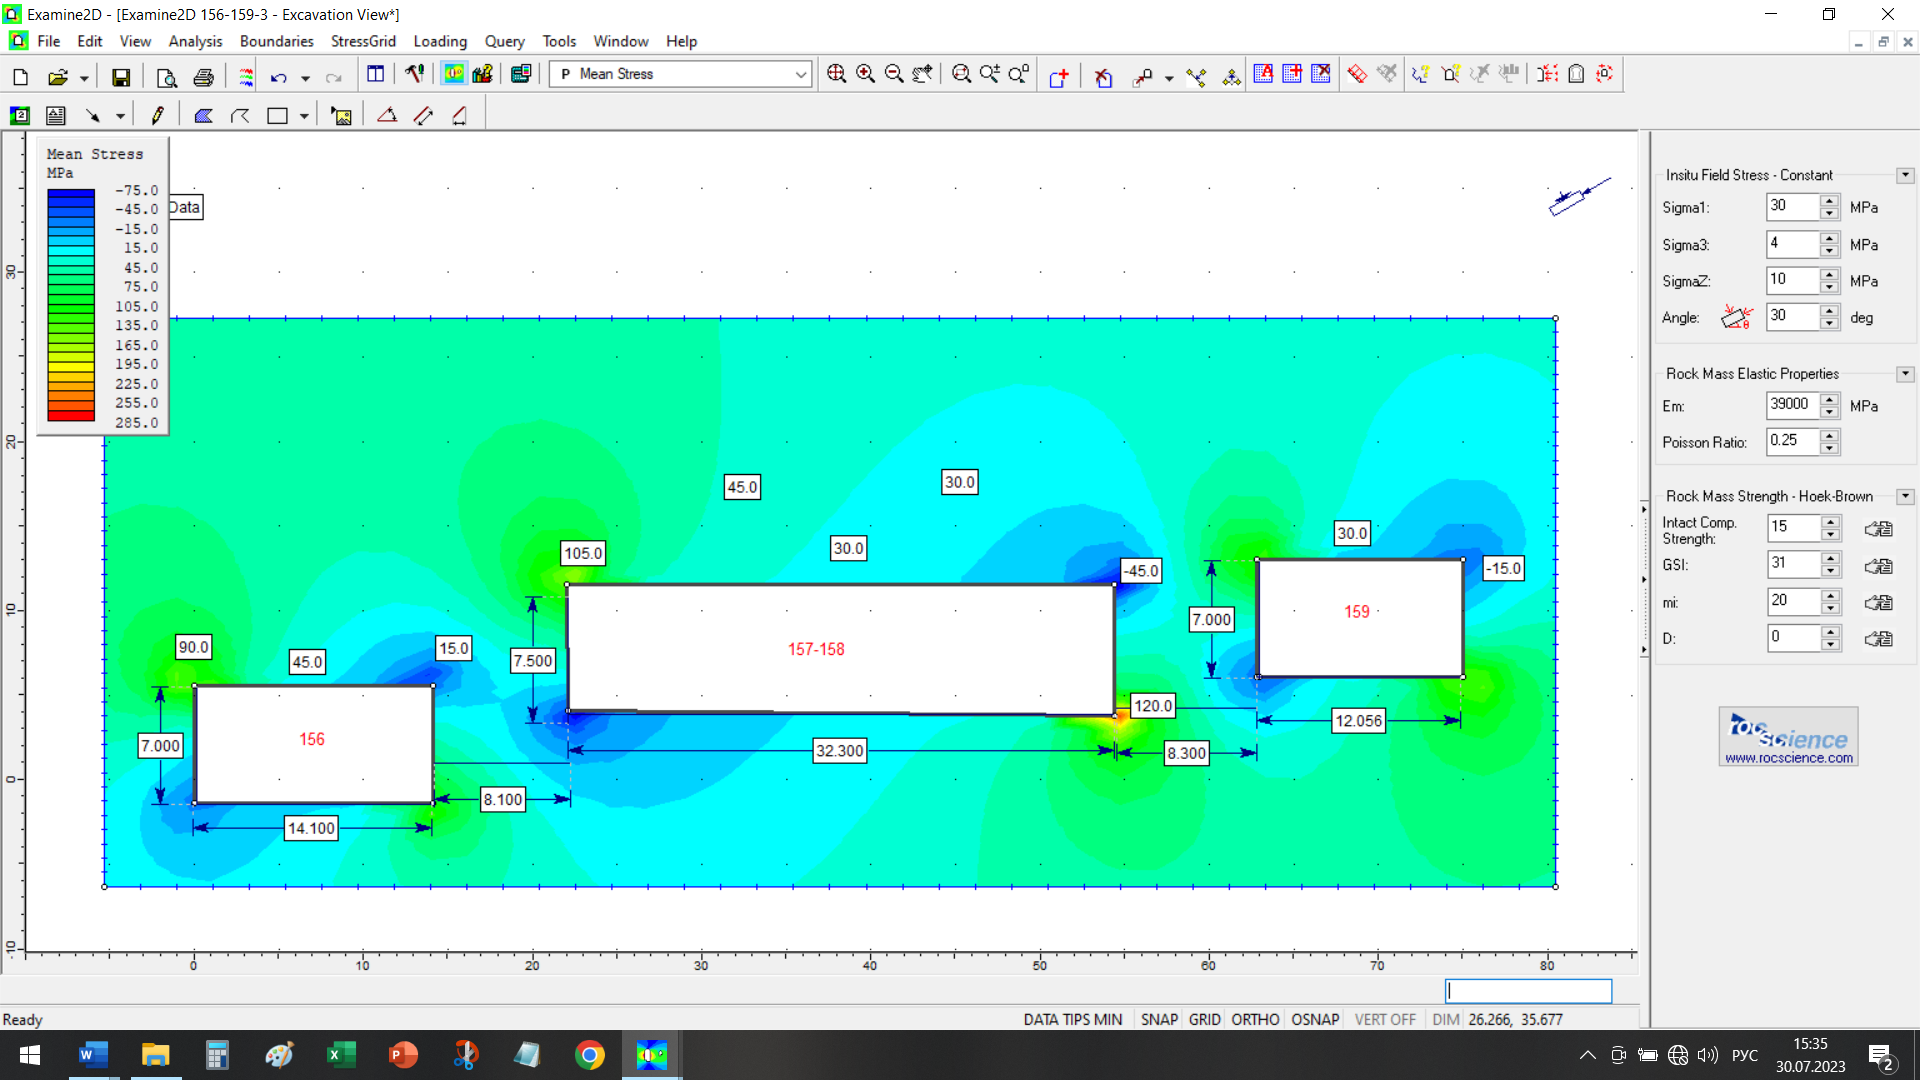 Examine2D - [Examine2D 156-159-3 - Excavation View*]
File Edit View Analysis Boundaries StressGrid Loading Query Tools Window Help
P Mean Stress
Mean Stress
MPa
-75.0
-45.0
-15.0
15.0
45.0
75.0
105.0
135.0
165.0
195.0
225.0
255.0
285.0
Data
45.0
30.0
30.0
105.0
-45.0
30.0
-15.0
90.0
45.0
15.0
120.0
156
157-158
159
7.000
14.100
8.100
7.500
32.300
8.300
7.000
12.056
30
20
10
0
-10
0 10 20 30 40 50 60 70 80
Insitu Field Stress - Constant
Sigma1: 30 MPa
Sigma3: 4 MPa
SigmaZ: 10 MPa
Angle: θ 30 deg
Rock Mass Elastic Properties
Em: 39000 MPa
Poisson Ratio: 0.25
Rock Mass Strength - Hoek-Brown
Intact Comp. Strength: 15
GSI: 31
mi: 20
D: 0
rocscience
www.rocscience.com
Ready
DATA TIPS MIN SNAP GRID ORTHO OSNAP VERT OFF DIM 26.266, 35.677
РУС
15:35
30.07.2023
2